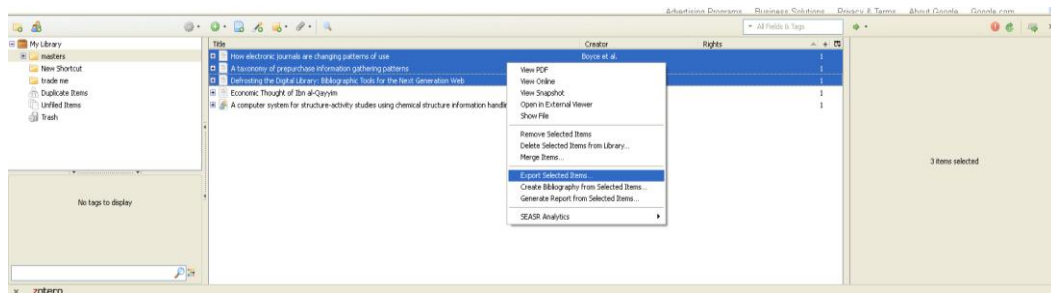 Advertising Programs Business Solutions Privacy & Terms About Google Google.com
All Fields & Tags
My Library
masters
New Shortcut
trade me
Duplicate Items
Unfiled Items
Trash
No tags to display
Title Creator Rights
How electronic journals are changing patterns of use Boyce et al. 1
A taxonomy of prepurchase information gathering patterns 1
Defrosting the Digital Library: Bibliographic Tools for the Next Generation Web 1
Economic Thought of Ibn al-Qayyim 1
A computer system for structure-activity studies using chemical structure information handlin 1
View PDF
View Online
View Snapshot
Open in External Viewer
Show File
Remove Selected Items
Delete Selected Items from Library...
Merge Items...
Export Selected Items...
Create Bibliography from Selected Items...
Generate Report from Selected Items...
SEASR Analytics
3 items selected
zotero